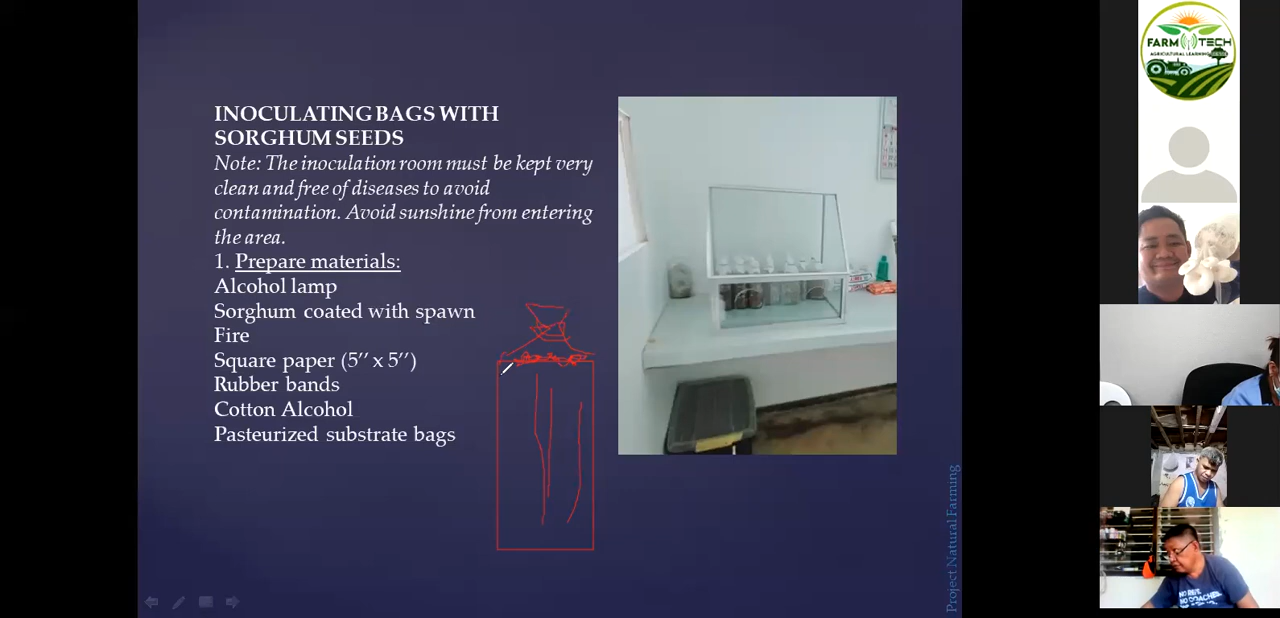 INOCULATING BAGS WITH
SORGHUM SEEDS
Note: The inoculation room must be kept very
clean and free of diseases to avoid
contamination. Avoid sunshine from entering
the area.
1. Prepare materials:
Alcohol lamp
Sorghum coated with spawn
Fire
Square paper (5’’ x 5’’)
Rubber bands
Cotton Alcohol
Pasteurized substrate bags
Project Natural Farming
FARM TECH
AGRICULTURAL LEARNING